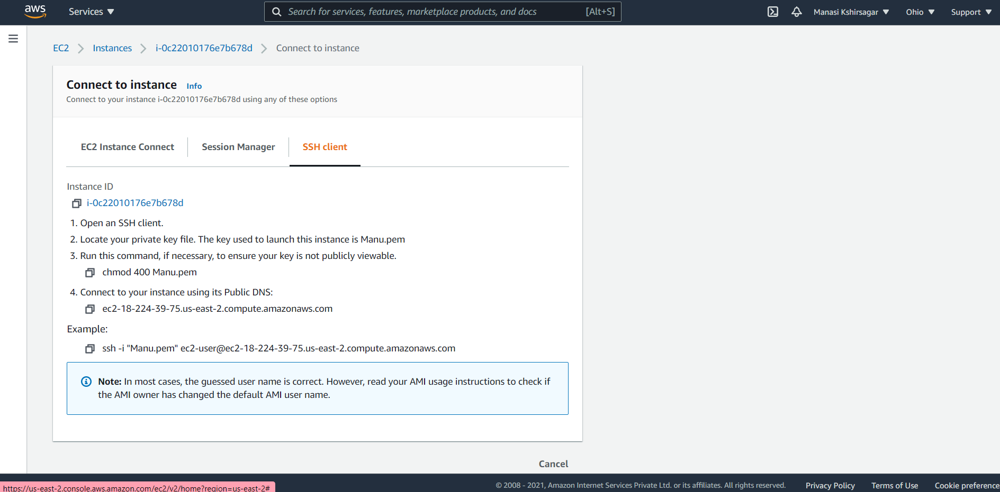 aws Services Search for services, features, marketplace products, and docs [Alt+S] Manasi Kshirsagar Ohio Support
EC2 Instances i-0c22010176e7b678d Connect to instance
Connect to instance Info
Connect to your instance i-0c22010176e7b678d using any of these options
EC2 Instance Connect Session Manager SSH client
Instance ID
i-0c22010176e7b678d
1. Open an SSH client.
2. Locate your private key file. The key used to launch this instance is Manu.pem
3. Run this command, if necessary, to ensure your key is not publicly viewable.
chmod 400 Manu.pem
4. Connect to your instance using its Public DNS:
ec2-18-224-39-75.us-east-2.compute.amazonaws.com
Example:
ssh -i "Manu.pem" ec2-user@ec2-18-224-39-75.us-east-2.compute.amazonaws.com
Note: In most cases, the guessed user name is correct. However, read your AMI usage instructions to check if
the AMI owner has changed the default AMI user name.
Cancel
https://us-east-2.console.aws.amazon.com/ec2/v2/home?region=us-east-2# © 2008 - 2021, Amazon Internet Services Private Ltd. or its affiliates. All rights reserved. Privacy Policy Terms of Use Cookie preference